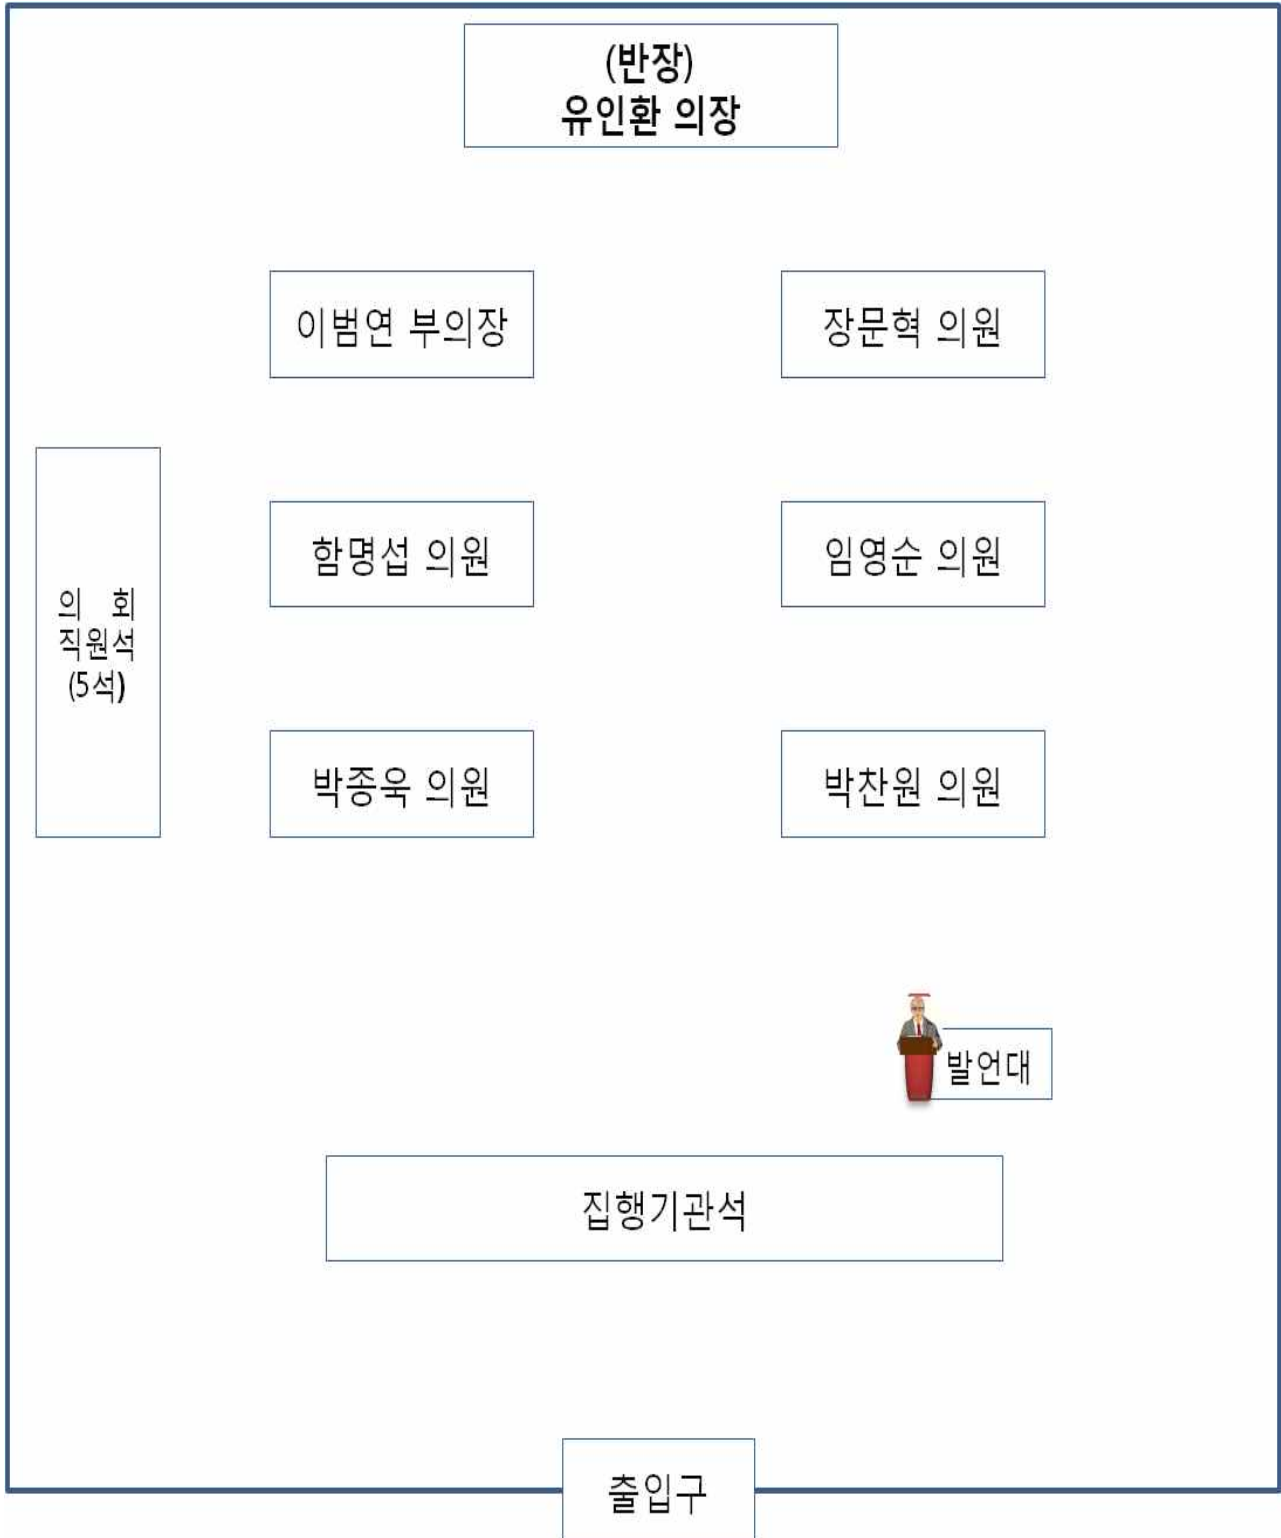 (반장)
유인환 의장
이범연 부의장
장문혁 의원
함명섭 의원
임영순 의원
의 회
직원석
(5석)
박종욱 의원
박찬원 의원
발언대
집행기관석
출입구